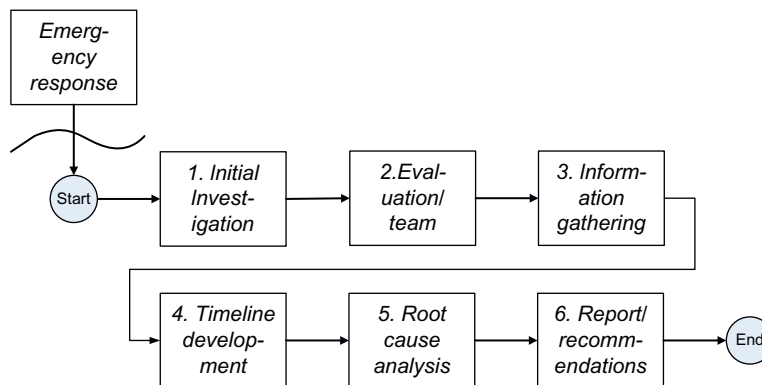 Emerg-
ency
response
Start
1. Initial
Invest-
igation
2.Eval-
uation/
team
3. Inform-
ation
gathering
4. Timeline
develop-
ment
5. Root
cause
analysis
6. Report/
recomm-
endations
End